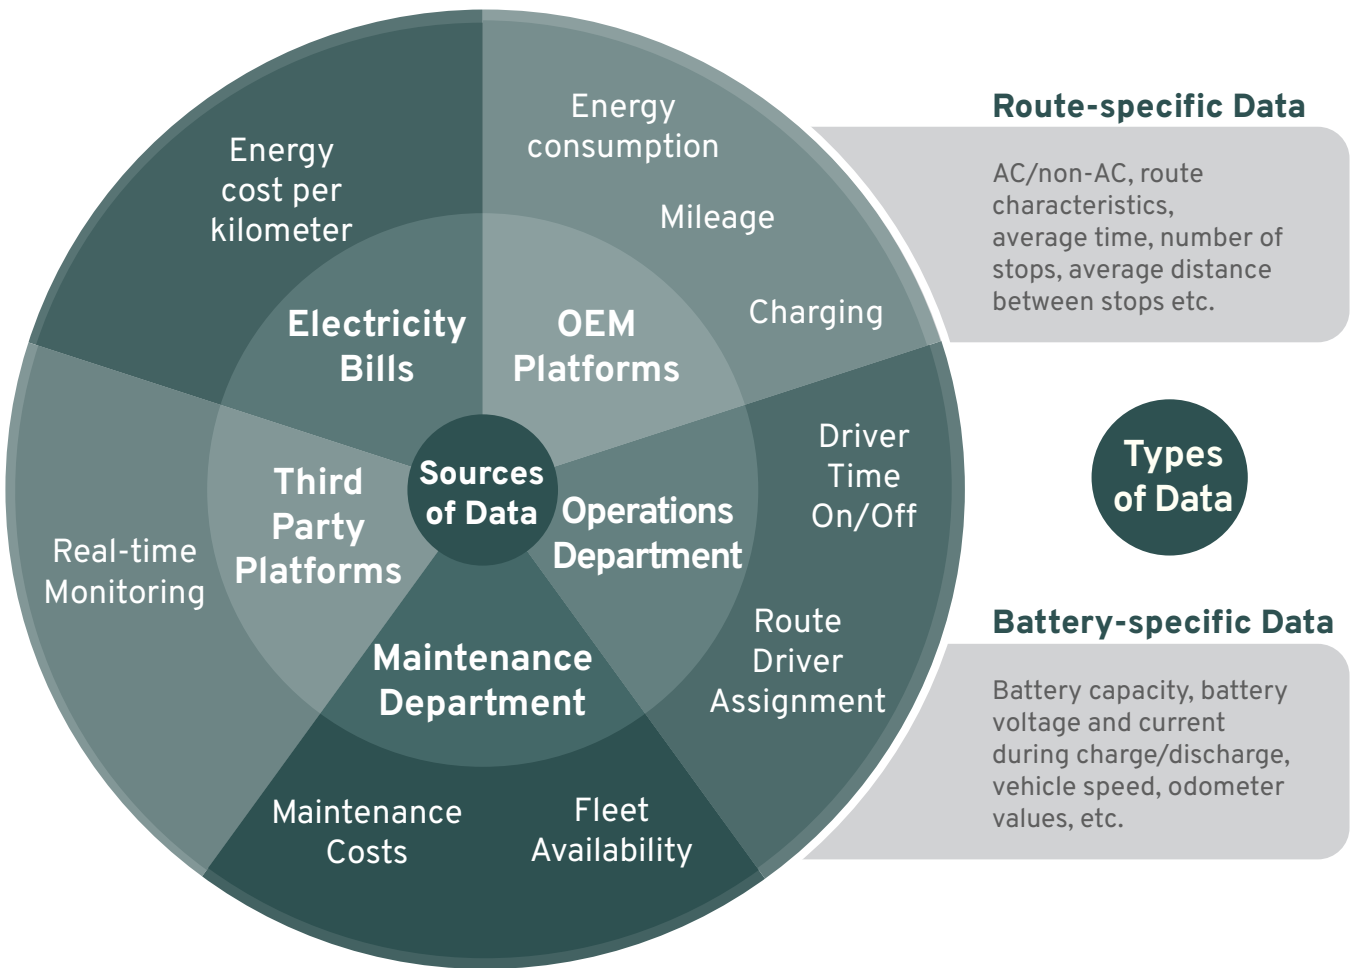 Energy
cost per
kilometer
Energy
consumption
Mileage
Charging
Electricity
Bills
OEM
Platforms
Sources
of Data
Third
Party
Platforms
Real-time
Monitoring
Operations
Department
Driver
Time
On/Off
Route
Driver
Assignment
Maintenance
Department
Maintenance
Costs
Fleet
Availability
Route-specific Data
AC/non-AC, route
characteristics,
average time, number of
stops, average distance
between stops etc.
Types
of Data
Battery-specific Data
Battery capacity, battery
voltage and current
during charge/discharge,
vehicle speed, odometer
values, etc.